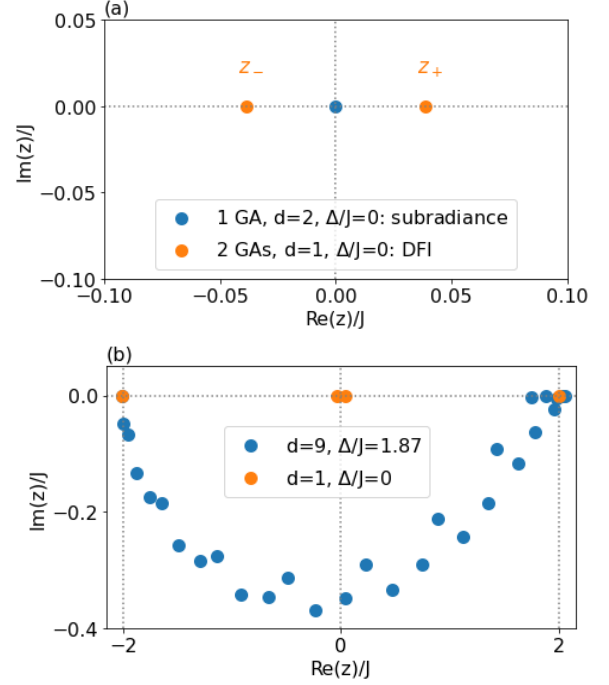 (a)
0.05
0.00
−0.05
−0.10
Im(z)/J
z−
z+
1 GA, d=2, Δ/J=0: subradiance
2 GAs, d=1, Δ/J=0: DFI
−0.10
−0.05
0.00
0.05
0.10
Re(z)/J
(b)
0.0
−0.2
−0.4
Im(z)/J
d=9, Δ/J=1.87
d=1, Δ/J=0
−2
0
2
Re(z)/J